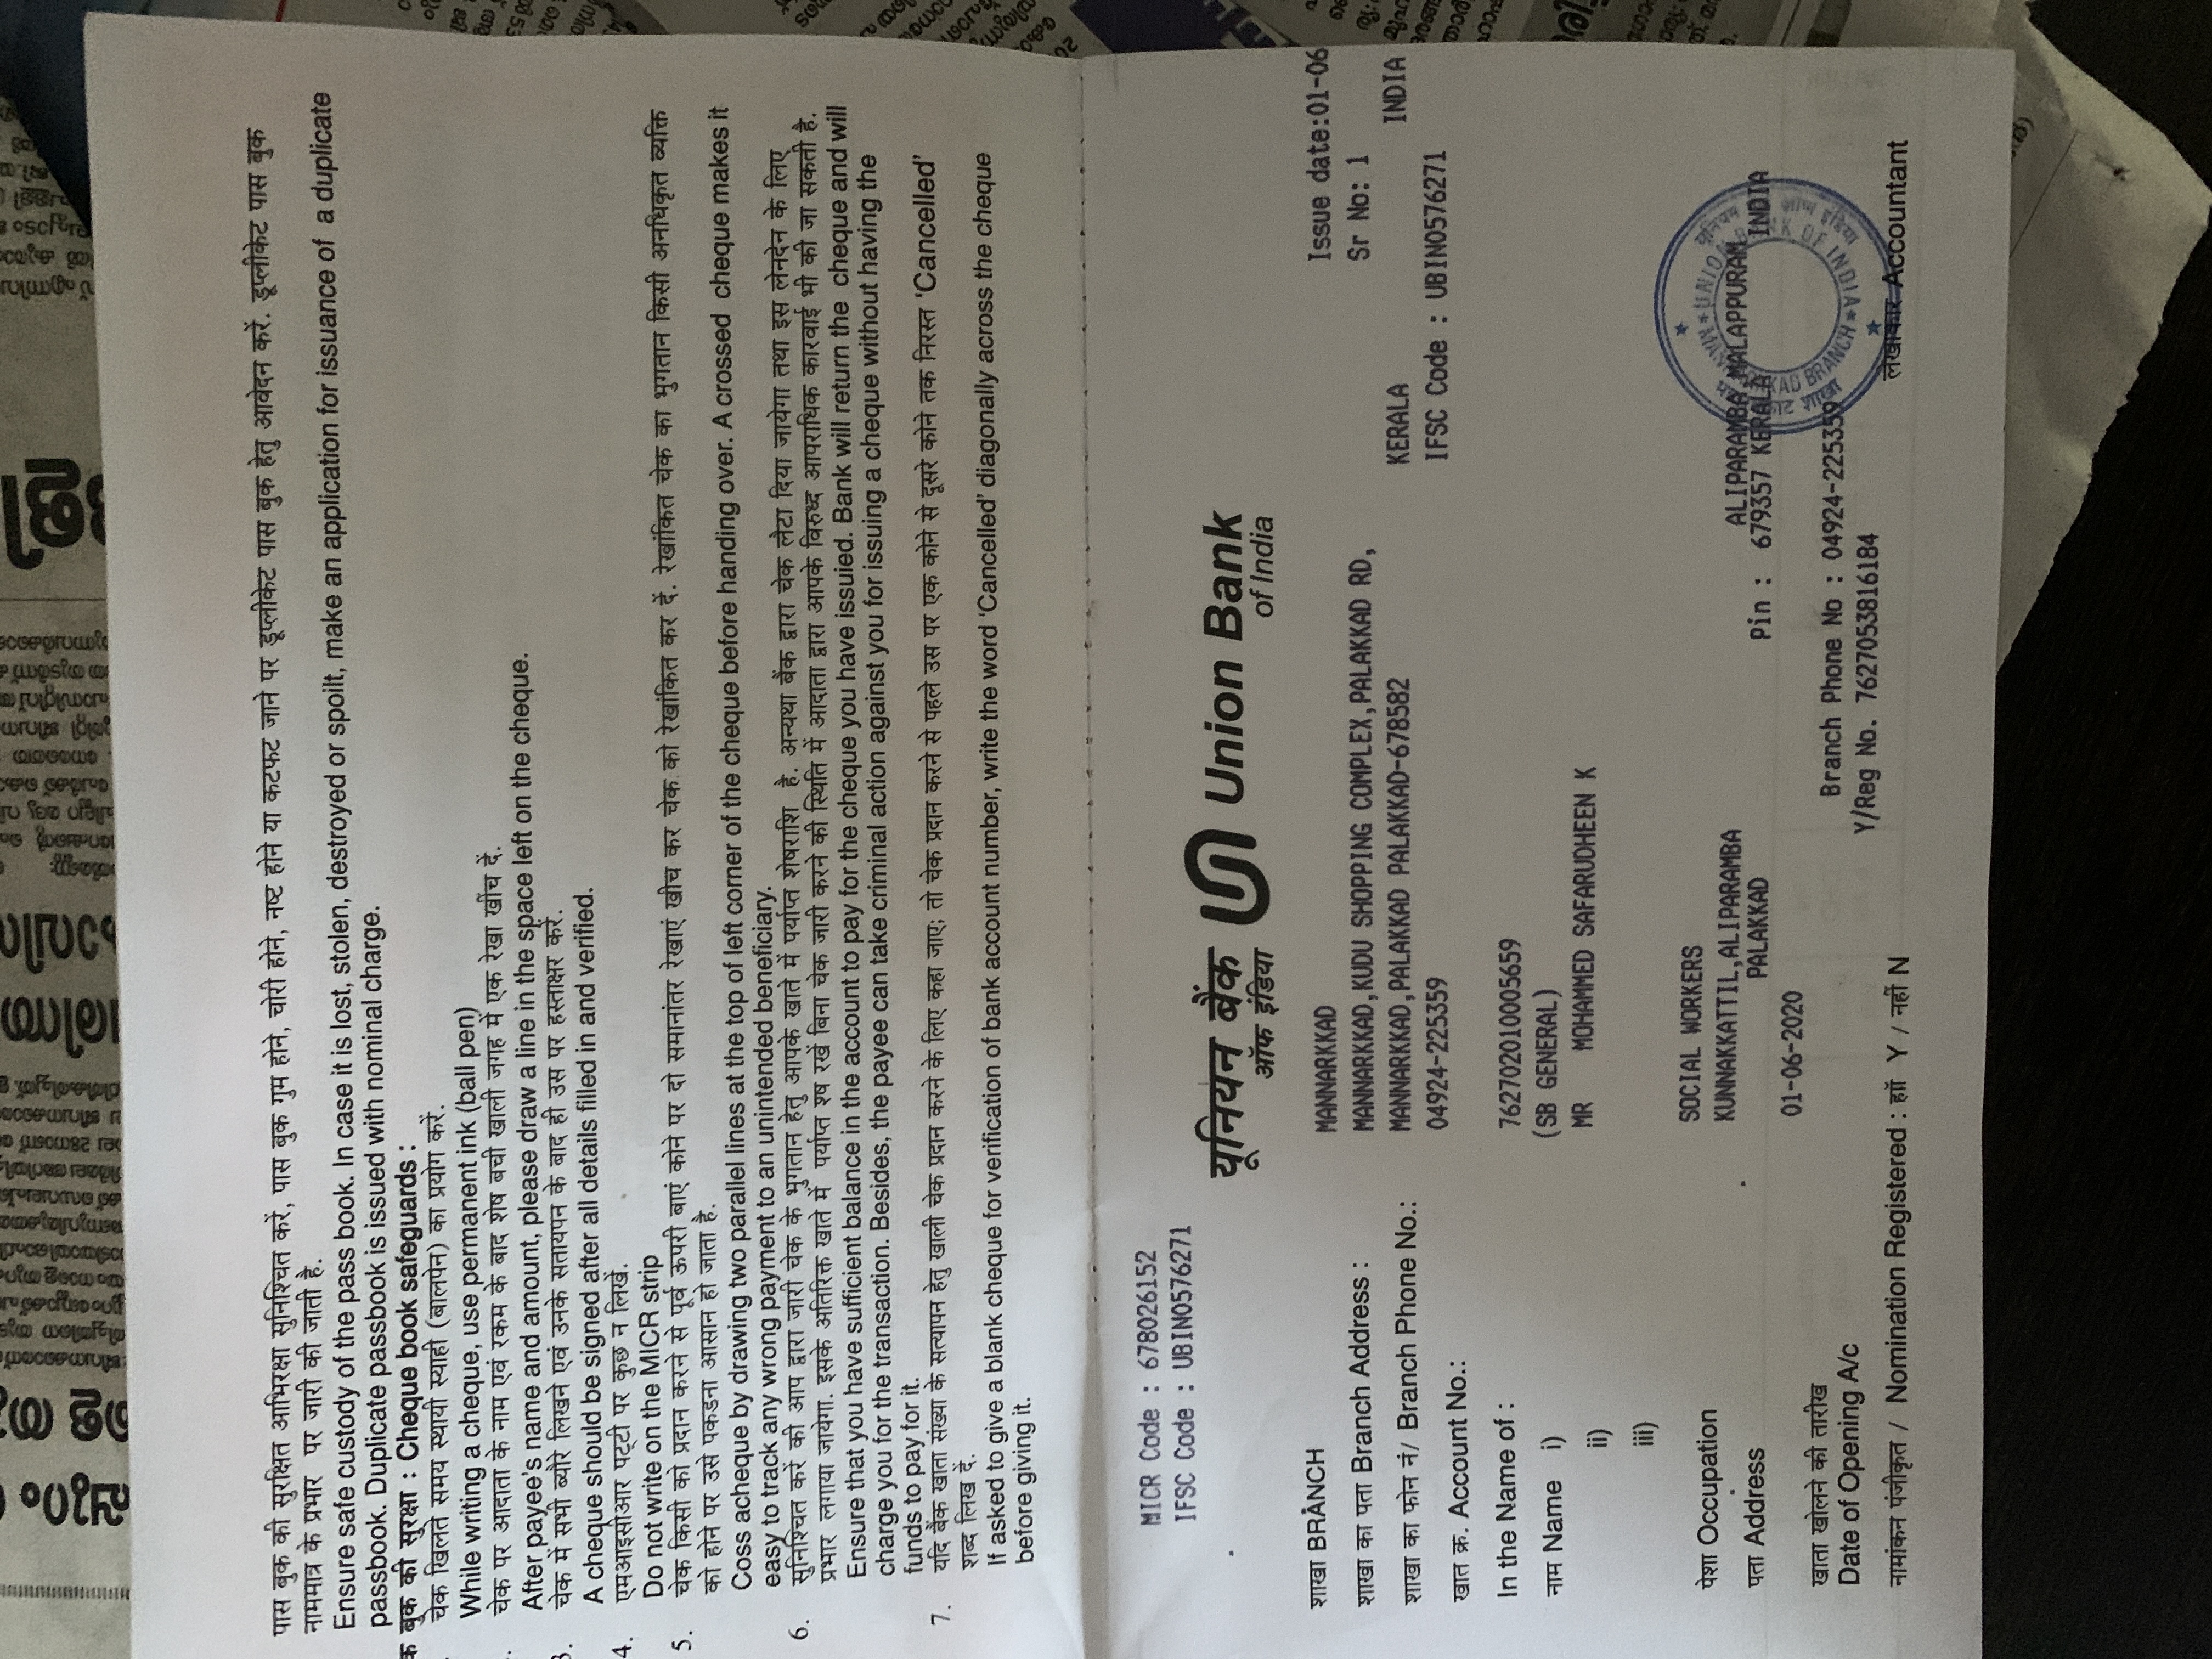 पास बुक की सुरक्षित आभिरक्षा सुनिश्चित करें, पास बुक गुम होने, चोरी होने, नष्ट होने या कटफट जाने पर डूप्लीकेट पास बुक हेतु आवेदन करें. डूप्लीकेट पास बुक
नाममात्र के प्रभार पर जारी की जाती है.
Ensure safe custody of the pass book. In case it is lost, stolen, destroyed or spoilt, make an application for issuance of a duplicate
passbook. Duplicate passbook is issued with nominal charge.
क बुक की सुरक्षा : Cheque book safeguards :
चेक खिलते समय स्थायी स्याही (बालपेन) का प्रयोग करें.
While writing a cheque, use permanent ink (ball pen)
चेक पर आदाता के नाम एवं रकम के बाद शेष बची खाली जगह में एक रेखा खींच दें.
After payee's name and amount, please draw a line in the space left on the cheque.
3. चेक में सभी ब्यौरे लिखने एवं उनके सतायपन के बाद ही उस पर हस्ताक्षर करें.
A cheque should be signed after all details filled in and verified.
4. एमआइसीआर पट्टी पर कुछ न लिखें.
Do not write on the MICR strip
5. चेक किसी को प्रदान करने से पूर्व ऊपरी बाएं कोने पर दो समानांतर रेखाएं खीच कर चेक को रेखांकित कर दें. रेखांकित चेक का भुगतान किसी अनधिकृत व्यक्ति
को होने पर उसे पकडना आसान हो जाता है.
Coss acheque by drawing two parallel lines at the top of left corner of the cheque before handing over. A crossed cheque makes it
easy to track any wrong payment to an unintended beneficiary.
6. सुनिश्चित करें की आप द्वारा जारी चेक के भुगतान हेतु आपके खाते में पर्याप्त शेषराशि है. अन्यथा बैंक द्वारा चेक लैटा दिया जायेगा तथा इस लेनदेन के लिए
प्रभार लगाया जायेगा. इसके अतिरिक्त खाते में पर्याप्त श्ष रखें बिना चेक जारी करने की स्थिति में आदाता द्वारा आपके विरुध्द आपराधिक कारवाई भी की जा सकती है.
Ensure that you have sufficient balance in the account to pay for the cheque you have issuied. Bank will return the cheque and will
charge you for the transaction. Besides, the payee can take criminal action against you for issuing a cheque without having the
funds to pay for it.
7. यदि बैंक खाता संख्या के सत्यापन हेतु खाली चेक प्रदान करने के लिए कहा जाए; तो चेक प्रदान करने से पहले उस पर एक कोने से दूसरे कोने तक निरस्त 'Cancelled'
शब्द लिख दें.
If asked to give a blank cheque for verification of bank account number, write the word 'Cancelled' diagonally across the cheque
before giving it.
MICR Code : 678026152
IFSC Code : UBIN0576271
यूनियन बैंक Union Bank
ऑफ इंडिया of India
शाखा BRANCH MANNARKKAD Issue date:01-06
शाखा का पता Branch Address : MANNARKKAD,KUDU SHOPPING COMPLEX,PALAKKAD RD, Sr No: 1
शाखा का फोन नं/ Branch Phone No.: MANNARKKAD,PALAKKAD PALAKKAD-678582 KERALA INDIA
04924-225359 IFSC Code : UBIN0576271
खात क्र. Account No.:
In the Name of : 762702010005659
नाम Name i) (SB GENERAL)
ii) MR MOHAMMED SAFARUDHEEN K
iii)
पेशा Occupation SOCIAL WORKERS
KUNNAKKATTIL,ALIPARAMBA ALIPARAMBA,MALAPPURAM
पता Address PALAKKAD Pin : 679357 KERALA INDIA
01-06-2020
खाता खोलने की तारीख
Date of Opening A/c Branch Phone No : 04924-225359
Y/Reg No. 7627053816184
नामांकन पंजीकृत / Nomination Registered : हाॅं Y / नहीं N लेखाकार Accountant